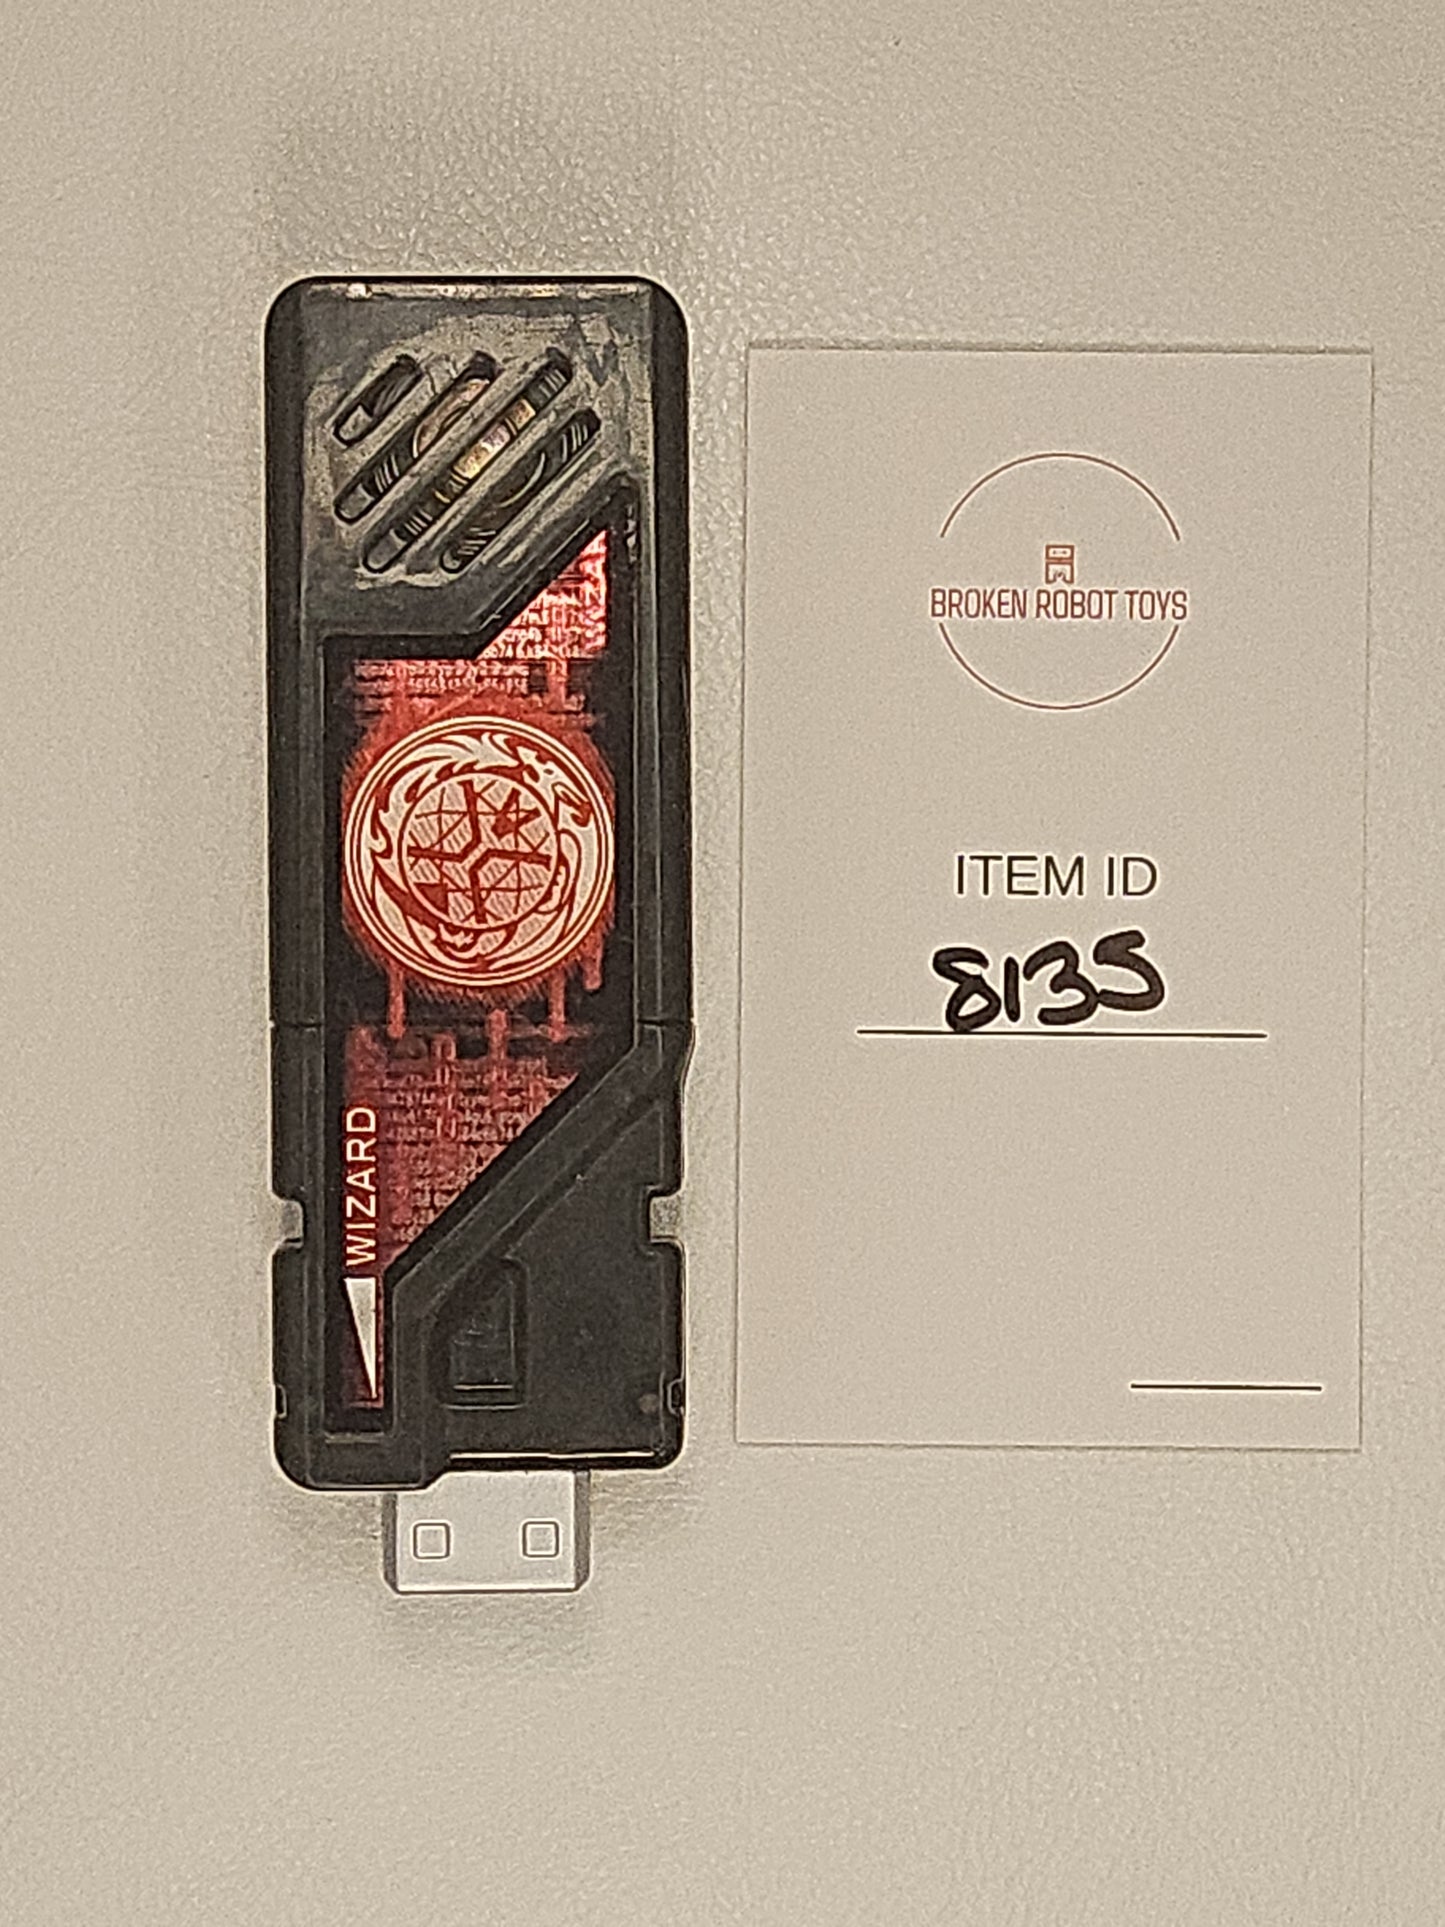 WIZARD
BROKEN ROBOT TOYS
ITEM ID
8135